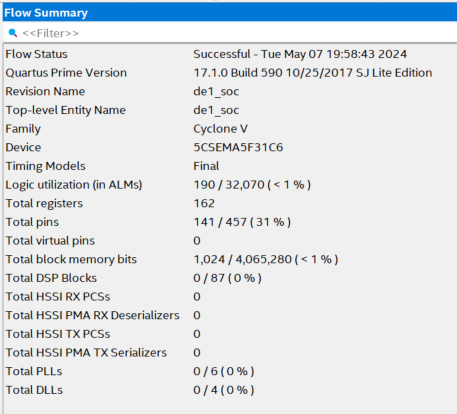 Flow Summary
<<Filter>>
Flow Status Successful - Tue May 07 19:58:43 2024
Quartus Prime Version 17.1.0 Build 590 10/25/2017 SJ Lite Edition
Revision Name de1_soc
Top-level Entity Name de1_soc
Family Cyclone V
Device 5CSEMA5F31C6
Timing Models Final
Logic utilization (in ALMs) 190 / 32,070 ( < 1 % )
Total registers 162
Total pins 141 / 457 ( 31 % )
Total virtual pins 0
Total block memory bits 1,024 / 4,065,280 ( < 1 % )
Total DSP Blocks 0 / 87 ( 0 % )
Total HSSI RX PCSs 0
Total HSSI PMA RX Deserializers 0
Total HSSI TX PCSs 0
Total HSSI PMA TX Serializers 0
Total PLLs 0 / 6 ( 0 % )
Total DLLs 0 / 4 ( 0 % )